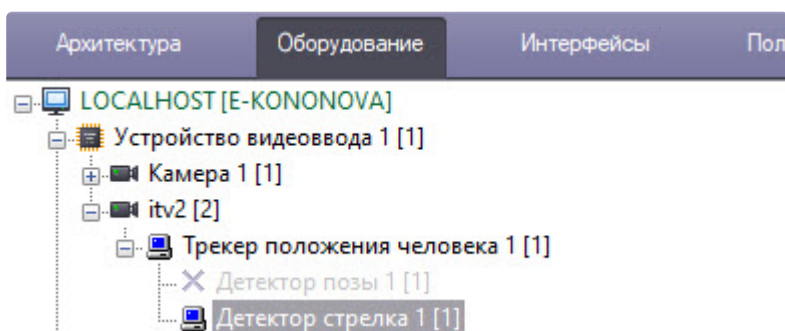 Архитектура Оборудование Интерфейсы Пол
LOCALHOST [E-KONONOVA]
Устройство видеоввода 1 [1]
Камера 1 [1]
itv2 [2]
Трекер положения человека 1 [1]
Детектор позы 1 [1]
Детектор стрелка 1 [1]